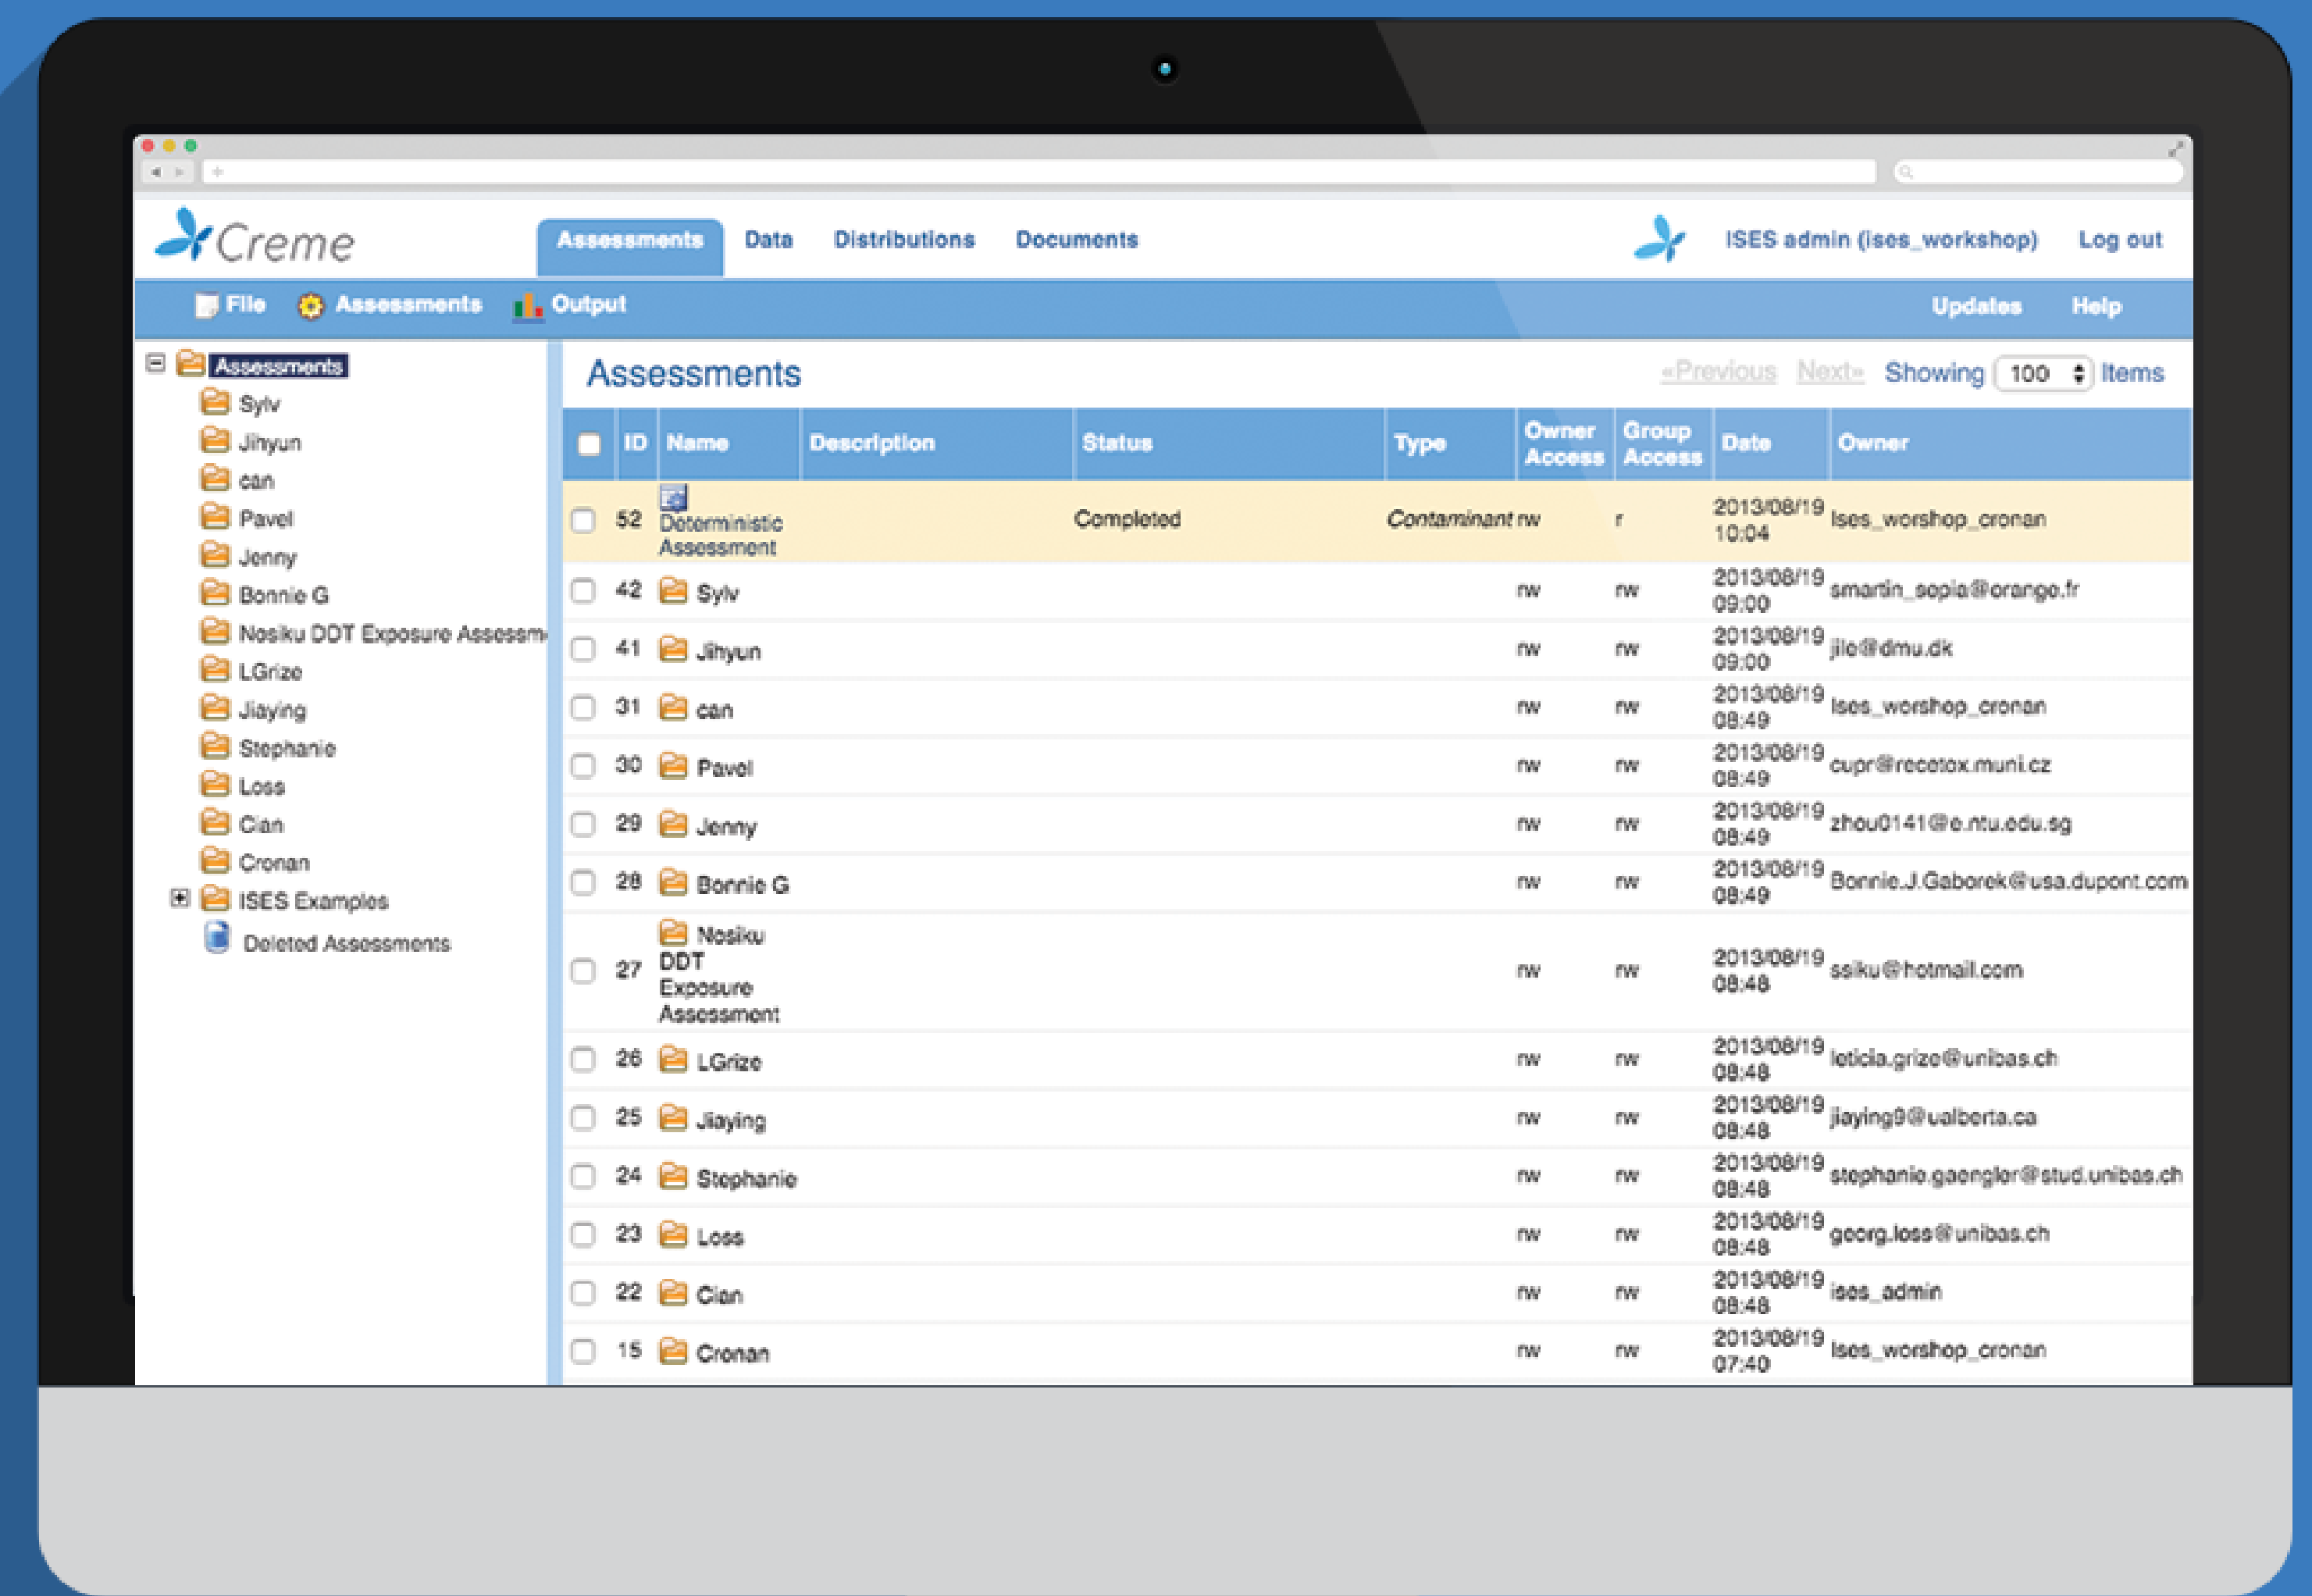 Creme
Assessments Data Distributions Documents ISES admin (ises_workshop) Log out
File Assessments Output Updates Help
Assessments
Sylv
Jihyun
can
Pavel
Jenny
Bonnie G
Nosiku DDT Exposure Assessm
LGrize
Jiaying
Stephanie
Loss
Cian
Cronan
ISES Examples
Deleted Assessments
Assessments «Previous Next» Showing 100 Items
ID Name Description Status Type Owner Access Group Access Date Owner
52 Deterministic Assessment Completed Contaminant rw r 2013/08/19 10:04 Ises_worshop_cronan
42 Sylv rw rw 2013/08/19 09:00 smartin_sepia@orange.fr
41 Jihyun rw rw 2013/08/19 09:00 jile@dmu.dk
31 can rw rw 2013/08/19 08:49 Ises_worshop_cronan
30 Pavel rw rw 2013/08/19 08:49 cupr@recetox.muni.cz
29 Jenny rw rw 2013/08/19 08:49 zhou0141@e.ntu.edu.sg
28 Bonnie G rw rw 2013/08/19 08:49 Bonnie.J.Gaborek@usa.dupont.com
27 Nosiku DDT Exposure Assessment rw rw 2013/08/19 08:48 ssiku@hotmail.com
26 LGrize rw rw 2013/08/19 08:48 leticia.grize@unibas.ch
25 Jiaying rw rw 2013/08/19 08:48 jiaying9@ualberta.ca
24 Stephanie rw rw 2013/08/19 08:48 stephanie.gaengler@stud.unibas.ch
23 Loss rw rw 2013/08/19 08:48 georg.loss@unibas.ch
22 Cian rw rw 2013/08/19 08:48 ises_admin
15 Cronan rw rw 2013/08/19 07:40 Ises_worshop_cronan